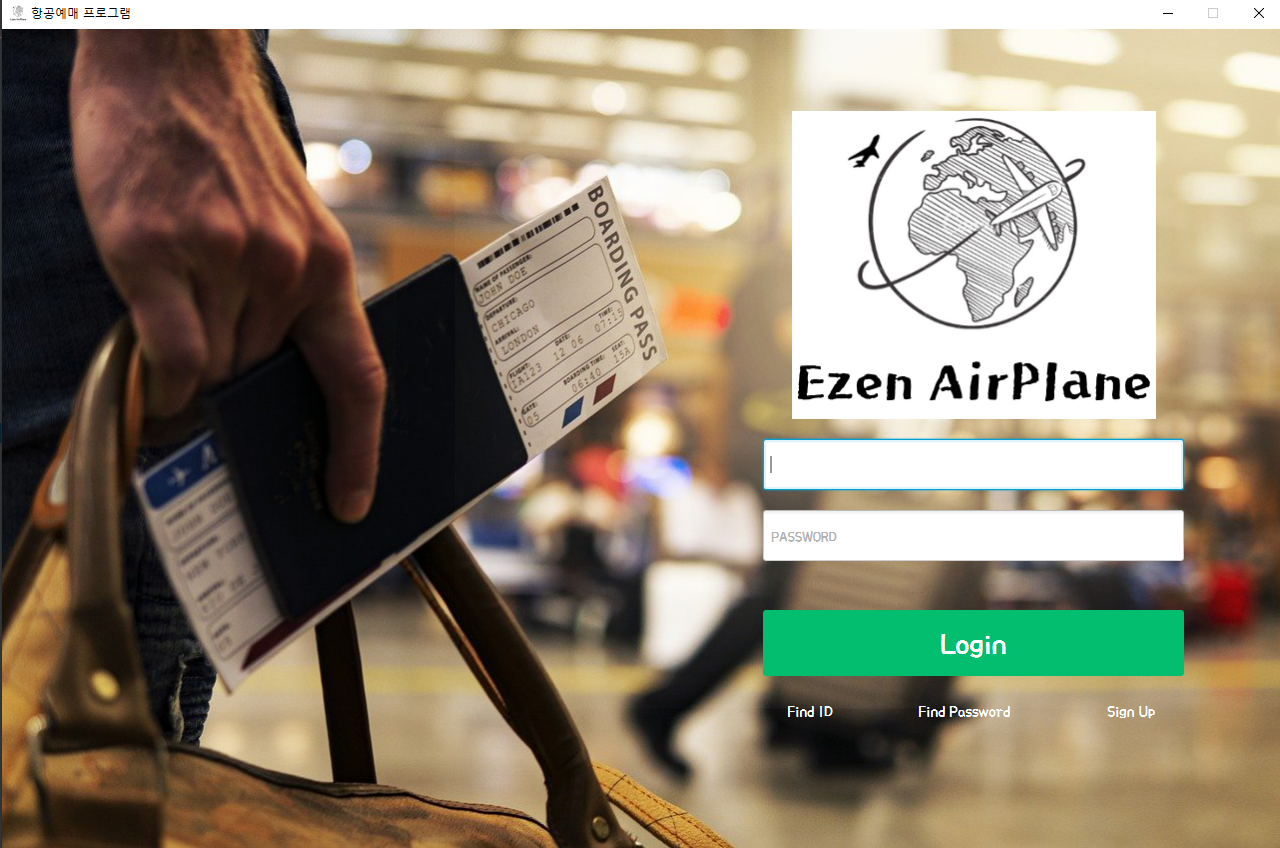 항공예매 프로그램
BOARDING PASS
NAME OF PASSENGER:
JOHN DOE
DEPARTURE:
CHICAGO
ARRIVAL:
LONDON
FLIGHT: DATE: TIME:
IA123 12 06 07:15
GATE: BOARDING TIME: SEAT:
05 06:40 15A
Ezen AirPlane
PASSWORD
Login
Find ID Find Password Sign Up